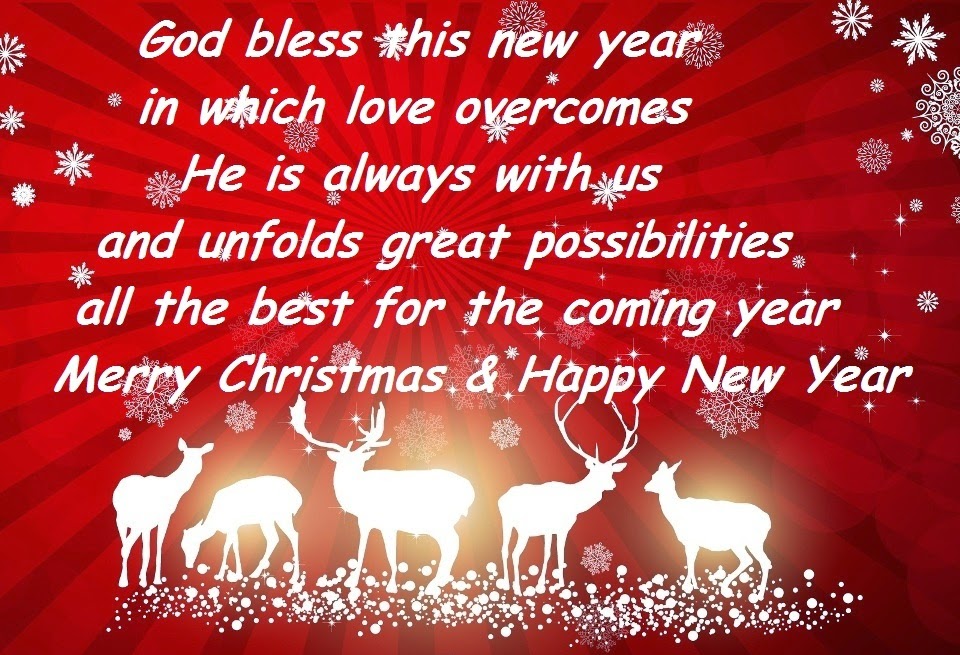 God bless this new year
in which love overcomes
He is always with us
and unfolds great possibilities
all the best for the coming year
Merry Christmas & Happy New Year